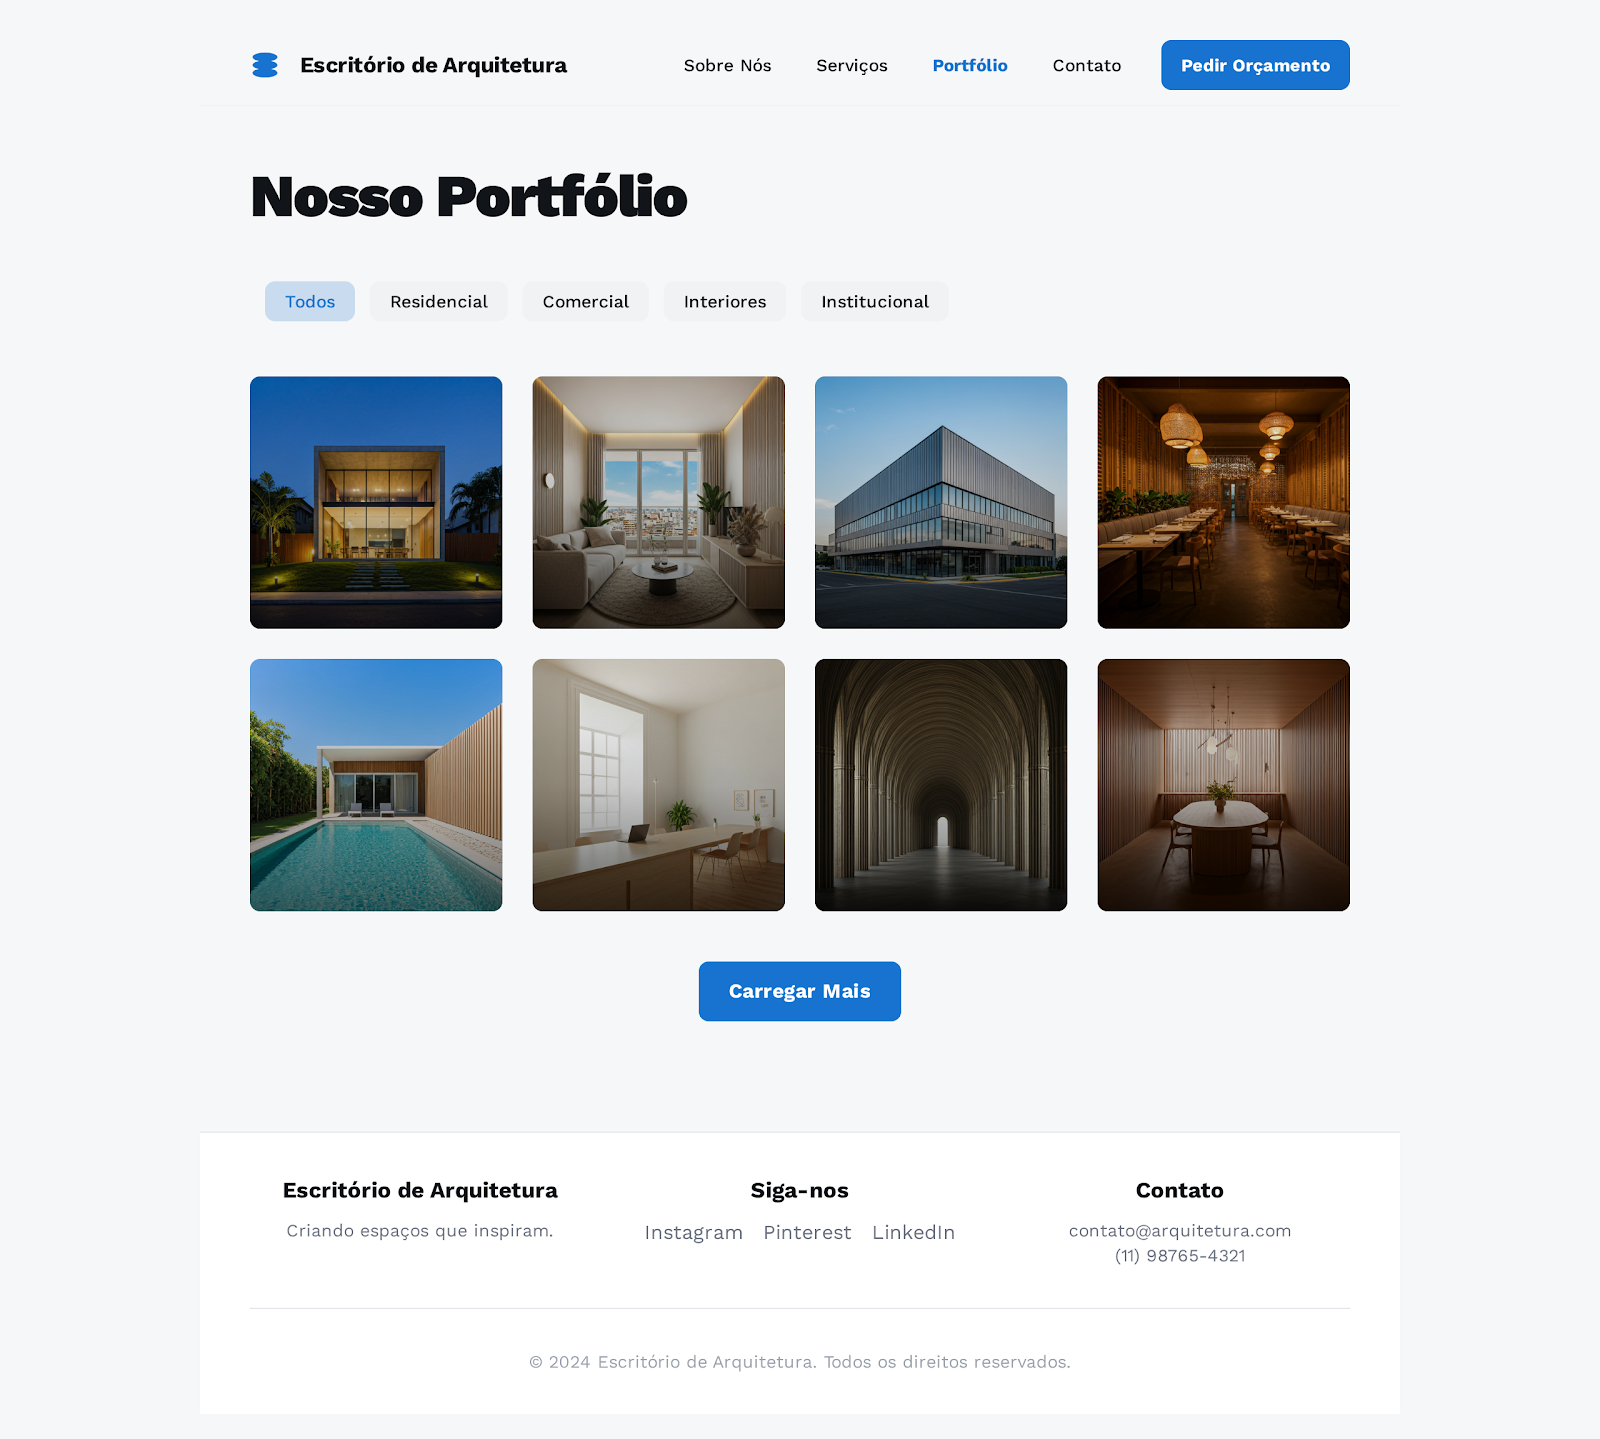 Escritório de Arquitetura
Sobre Nós
Serviços
Portfólio
Contato
Pedir Orçamento
Nosso Portfólio
Todos
Residencial
Comercial
Interiores
Institucional
Carregar Mais
Escritório de Arquitetura
Criando espaços que inspiram.
Siga-nos
Instagram Pinterest LinkedIn
Contato
contato@arquitetura.com
(11) 98765-4321
© 2024 Escritório de Arquitetura. Todos os direitos reservados.